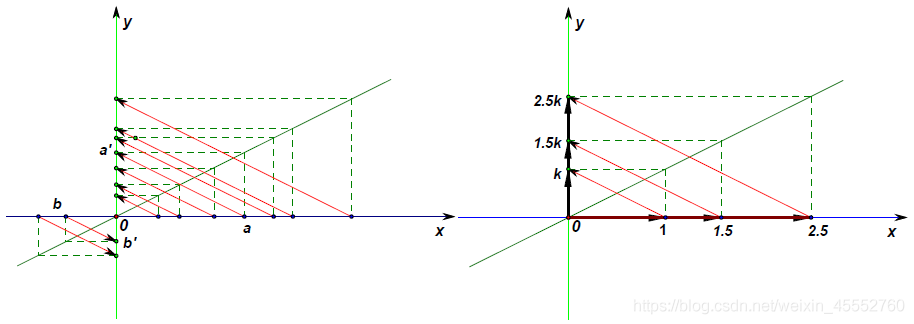 y
a'
b
0
a
x
b'
y
2.5k
1.5k
k
0
1
1.5
2.5
x
https://blog.csdn.net/weixin_45552760